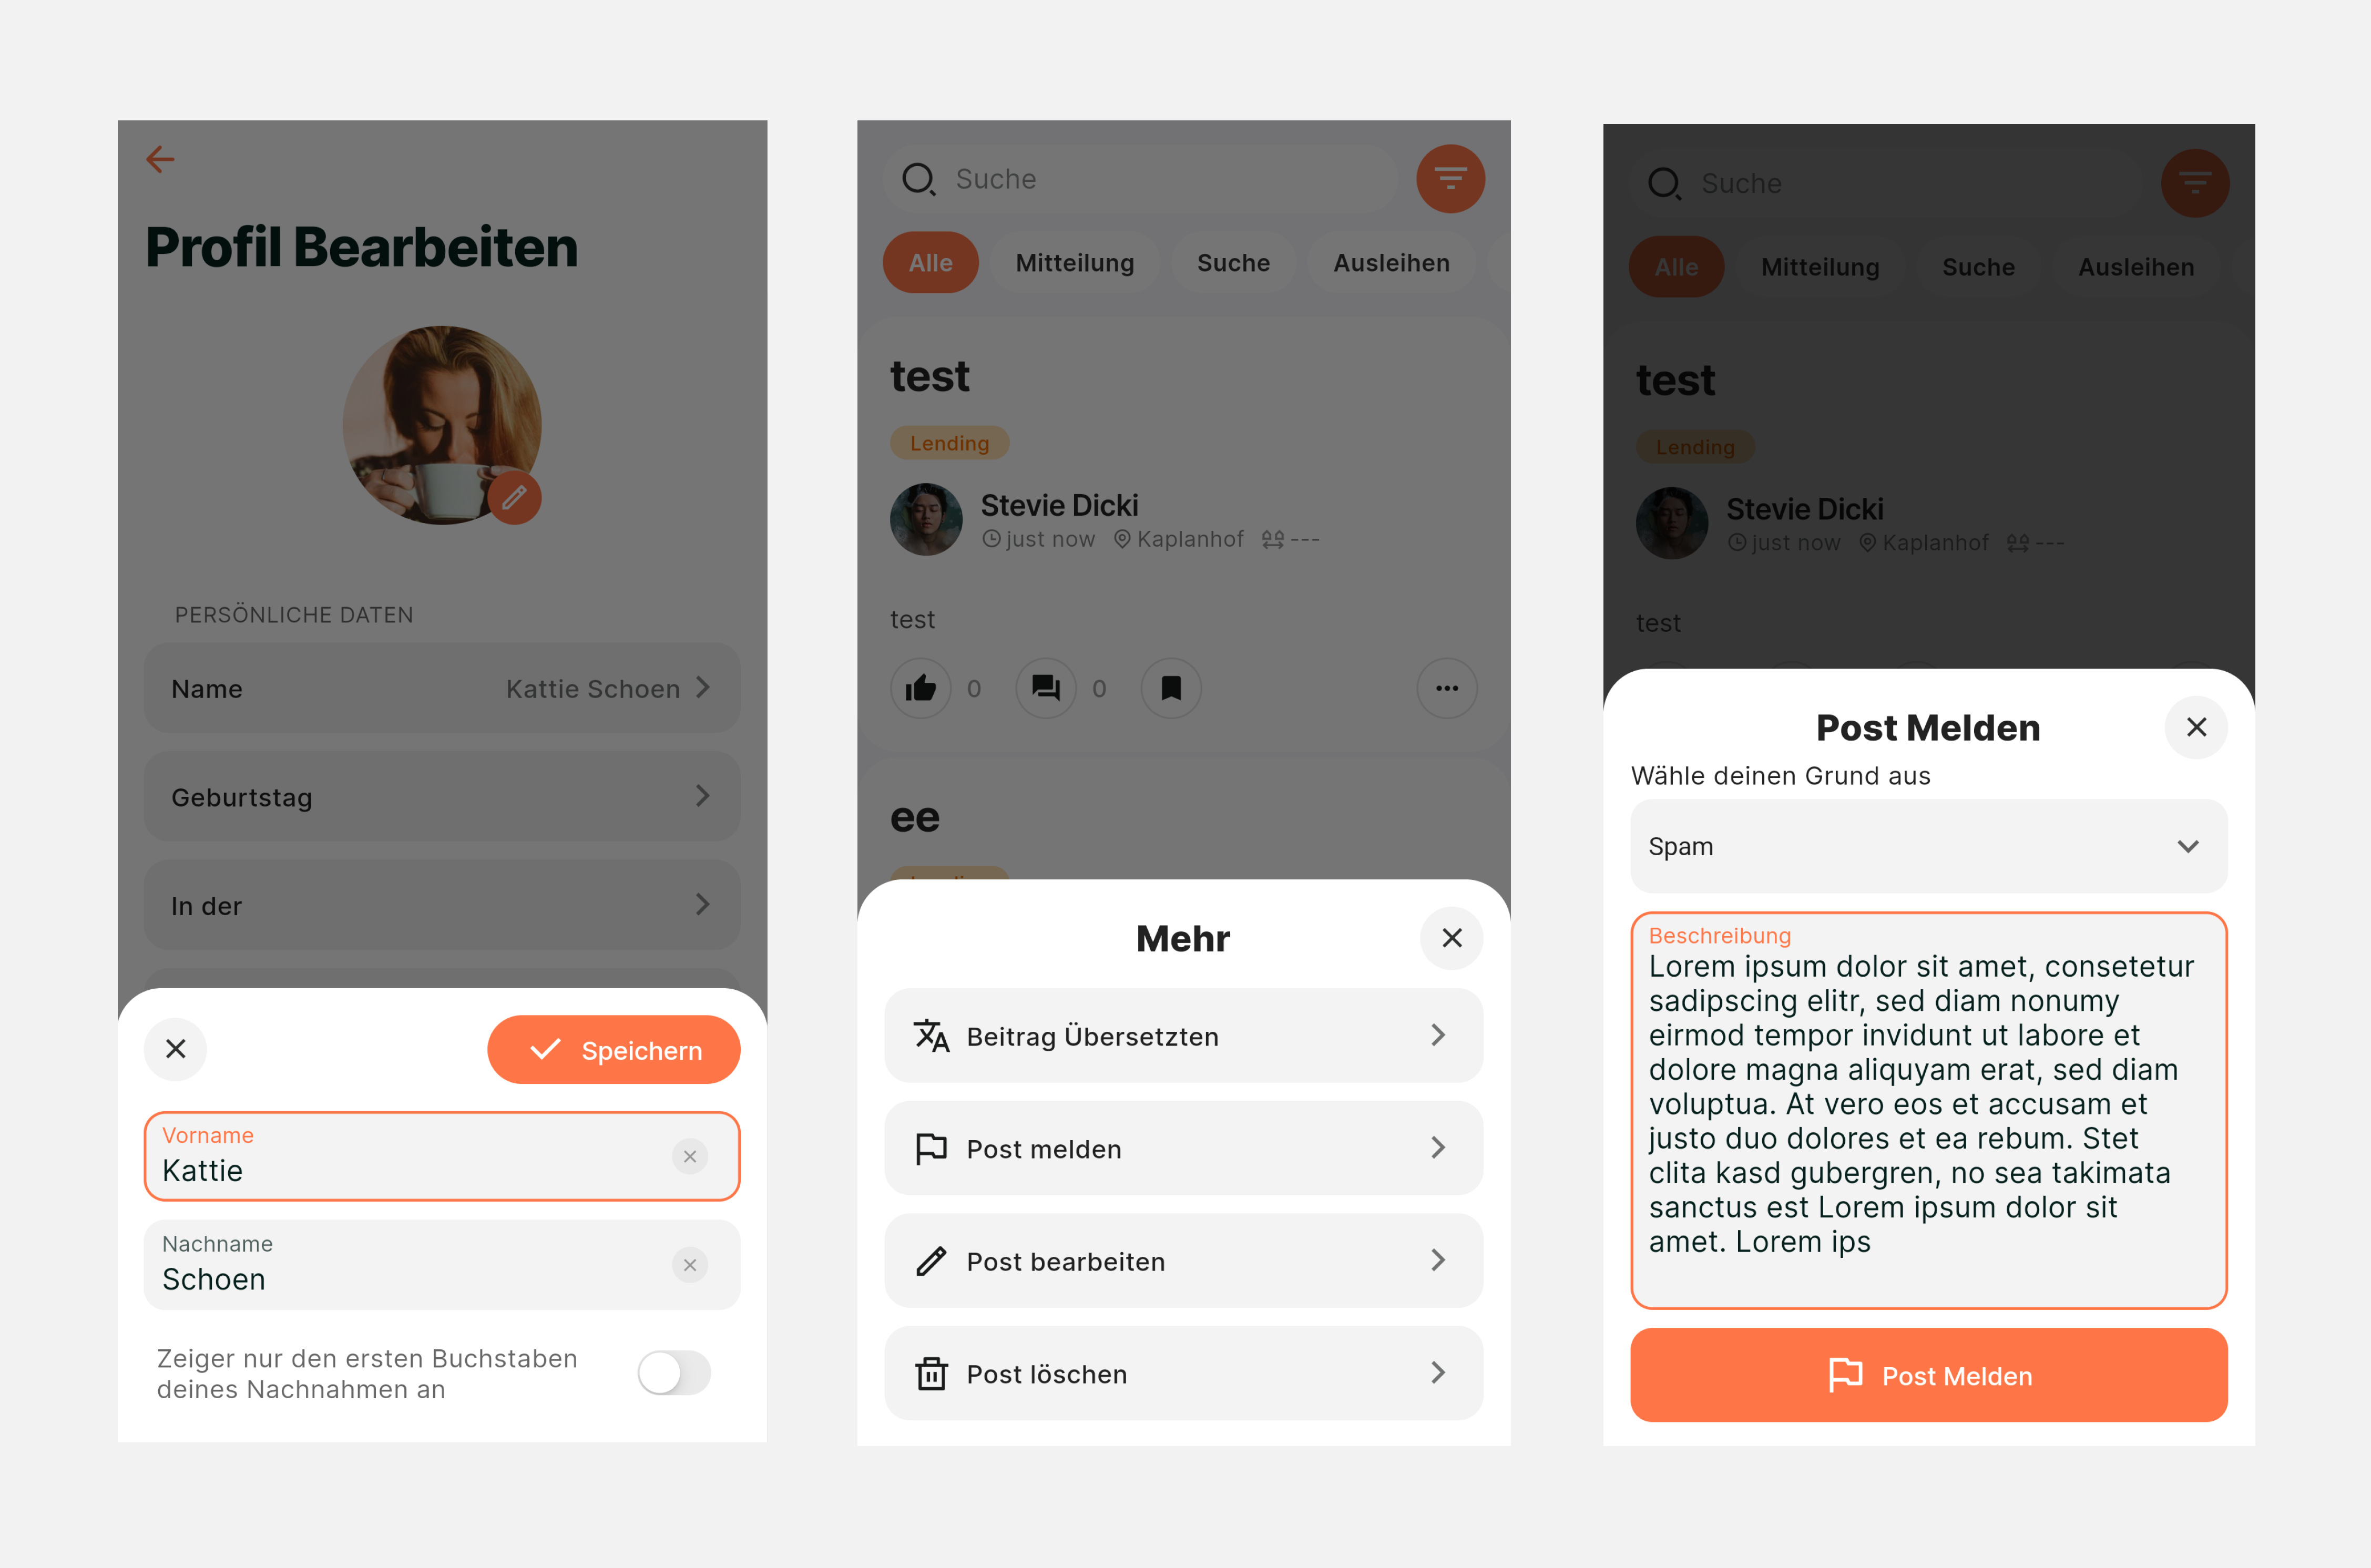 Profil Bearbeiten
PERSÖNLICHE DATEN
Name
Kattie Schoen
Geburtstag
In der
Speichern
Vorname
Kattie
Nachname
Schoen
Zeiger nur den ersten Buchstaben
deines Nachnahmen an
Suche
Alle
Mitteilung
Suche
Ausleihen
test
Lending
Stevie Dicki
just now
Kaplanhof
---
test
0
0
ee
Mehr
Beitrag Übersetzten
Post melden
Post bearbeiten
Post löschen
Suche
Alle
Mitteilung
Suche
Ausleihen
test
Lending
Stevie Dicki
just now
Kaplanhof
---
test
Post Melden
Wähle deinen Grund aus
Spam
Beschreibung
Lorem ipsum dolor sit amet, consetetur
sadipscing elitr, sed diam nonumy
eirmod tempor invidunt ut labore et
dolore magna aliquyam erat, sed diam
voluptua. At vero eos et accusam et
justo duo dolores et ea rebum. Stet
clita kasd gubergren, no sea takimata
sanctus est Lorem ipsum dolor sit
amet. Lorem ips
Post Melden